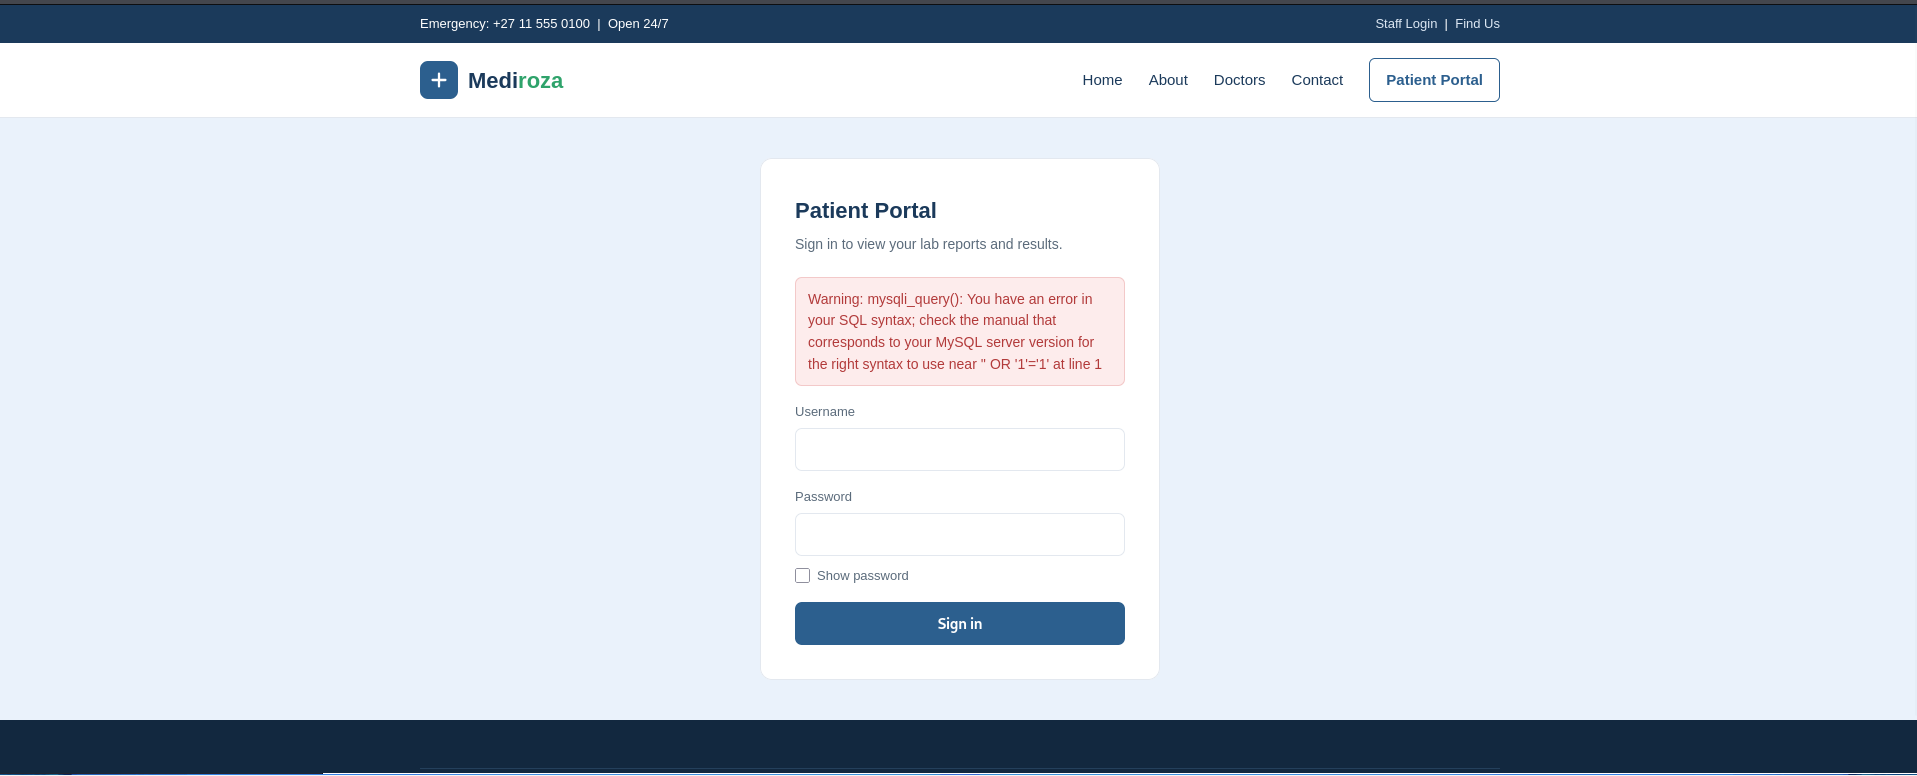 Emergency: +27 11 555 0100 | Open 24/7
Staff Login | Find Us
Mediroza
Home About Doctors Contact Patient Portal
Patient Portal
Sign in to view your lab reports and results.
Warning: mysqli_query(): You have an error in
your SQL syntax; check the manual that
corresponds to your MySQL server version for
the right syntax to use near '' OR '1'='1' at line 1
Username
Password
Show password
Sign in